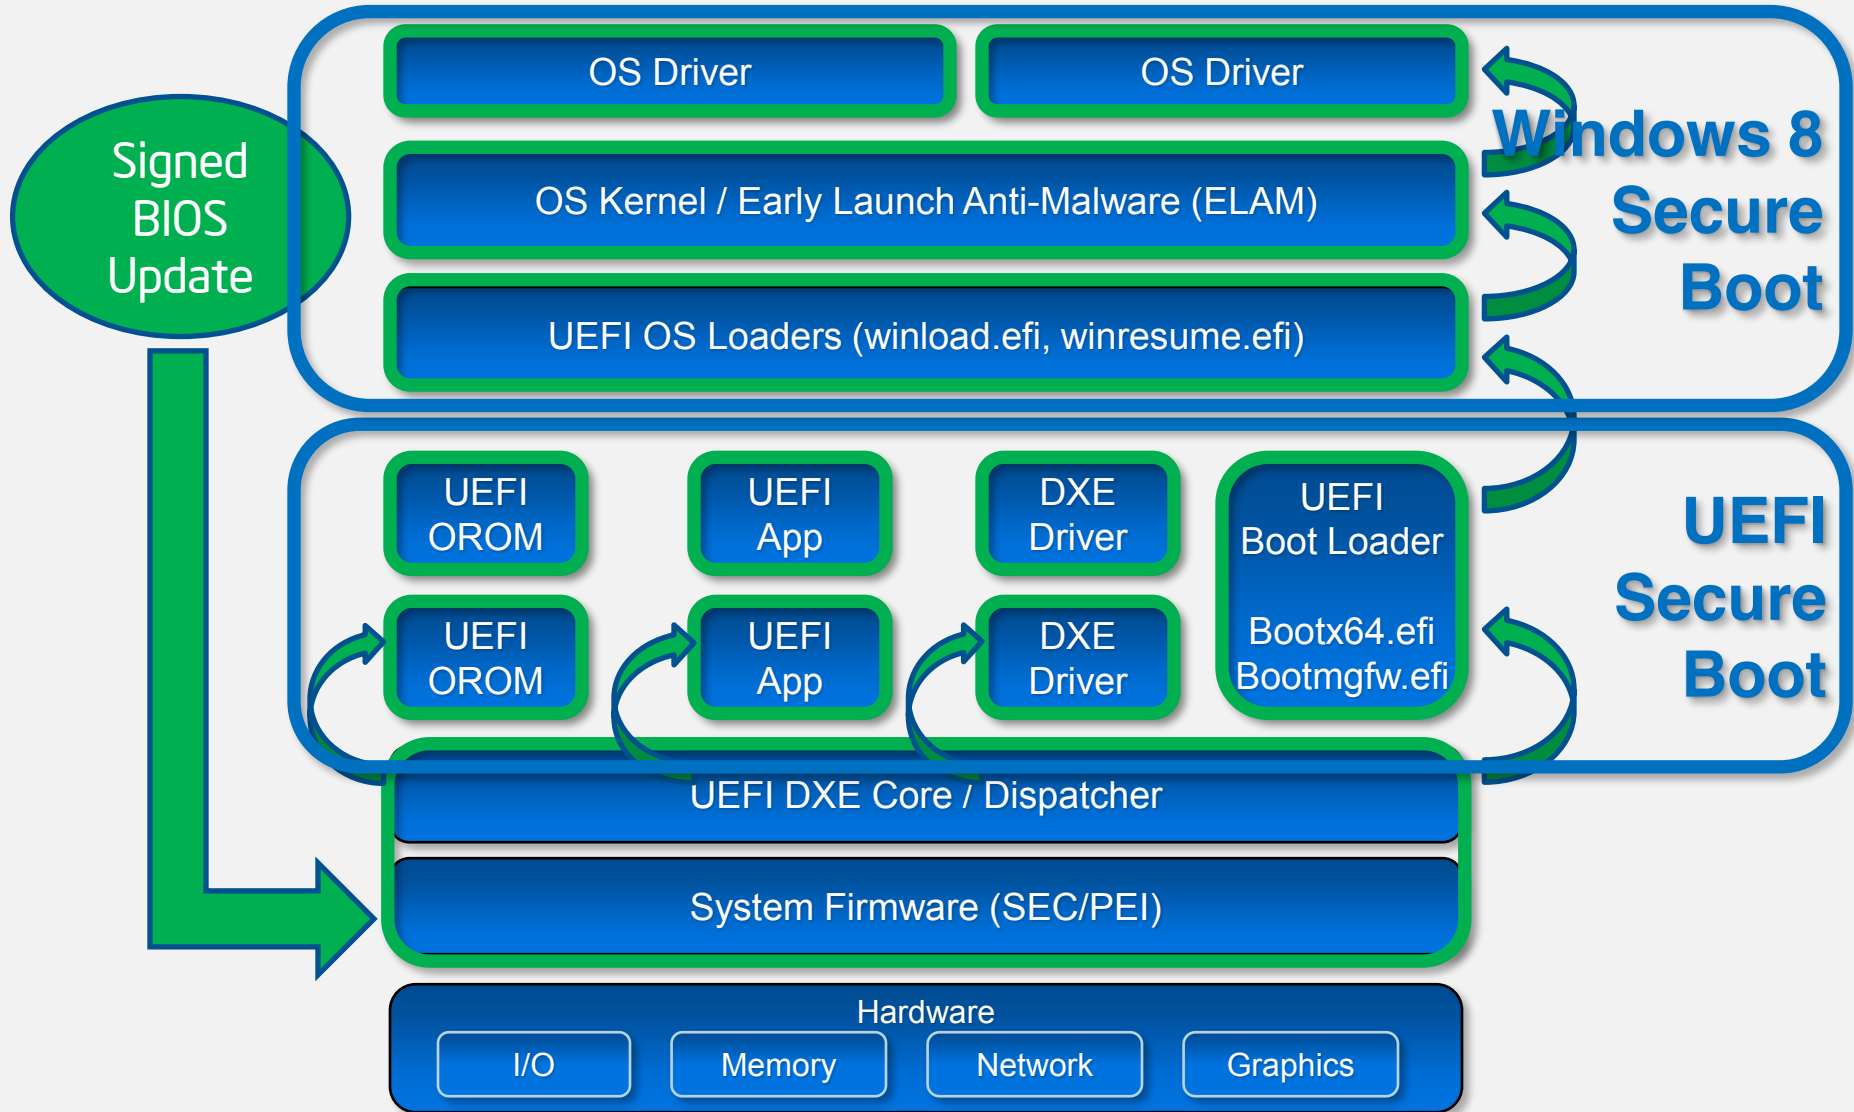 OS Driver
OS Driver
Windows 8
Secure
Boot
Signed
BIOS
Update
OS Kernel / Early Launch Anti-Malware (ELAM)
UEFI OS Loaders (winload.efi, winresume.efi)
UEFI
OROM
UEFI
App
DXE
Driver
UEFI
Boot Loader
Bootx64.efi
Bootmgfw.efi
UEFI
Secure
Boot
UEFI
OROM
UEFI
App
DXE
Driver
UEFI DXE Core / Dispatcher
System Firmware (SEC/PEI)
Hardware
I/O
Memory
Network
Graphics